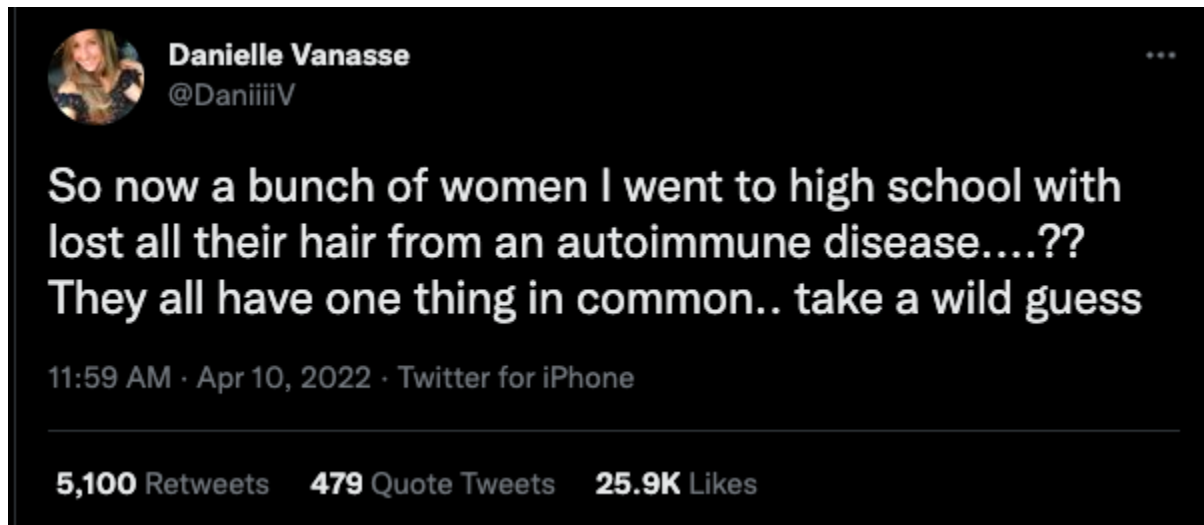 Danielle Vanasse
@DaniiiiV
So now a bunch of women I went to high school with
lost all their hair from an autoimmune disease....??
They all have one thing in common.. take a wild guess
11:59 AM · Apr 10, 2022 · Twitter for iPhone
5,100 Retweets 479 Quote Tweets 25.9K Likes